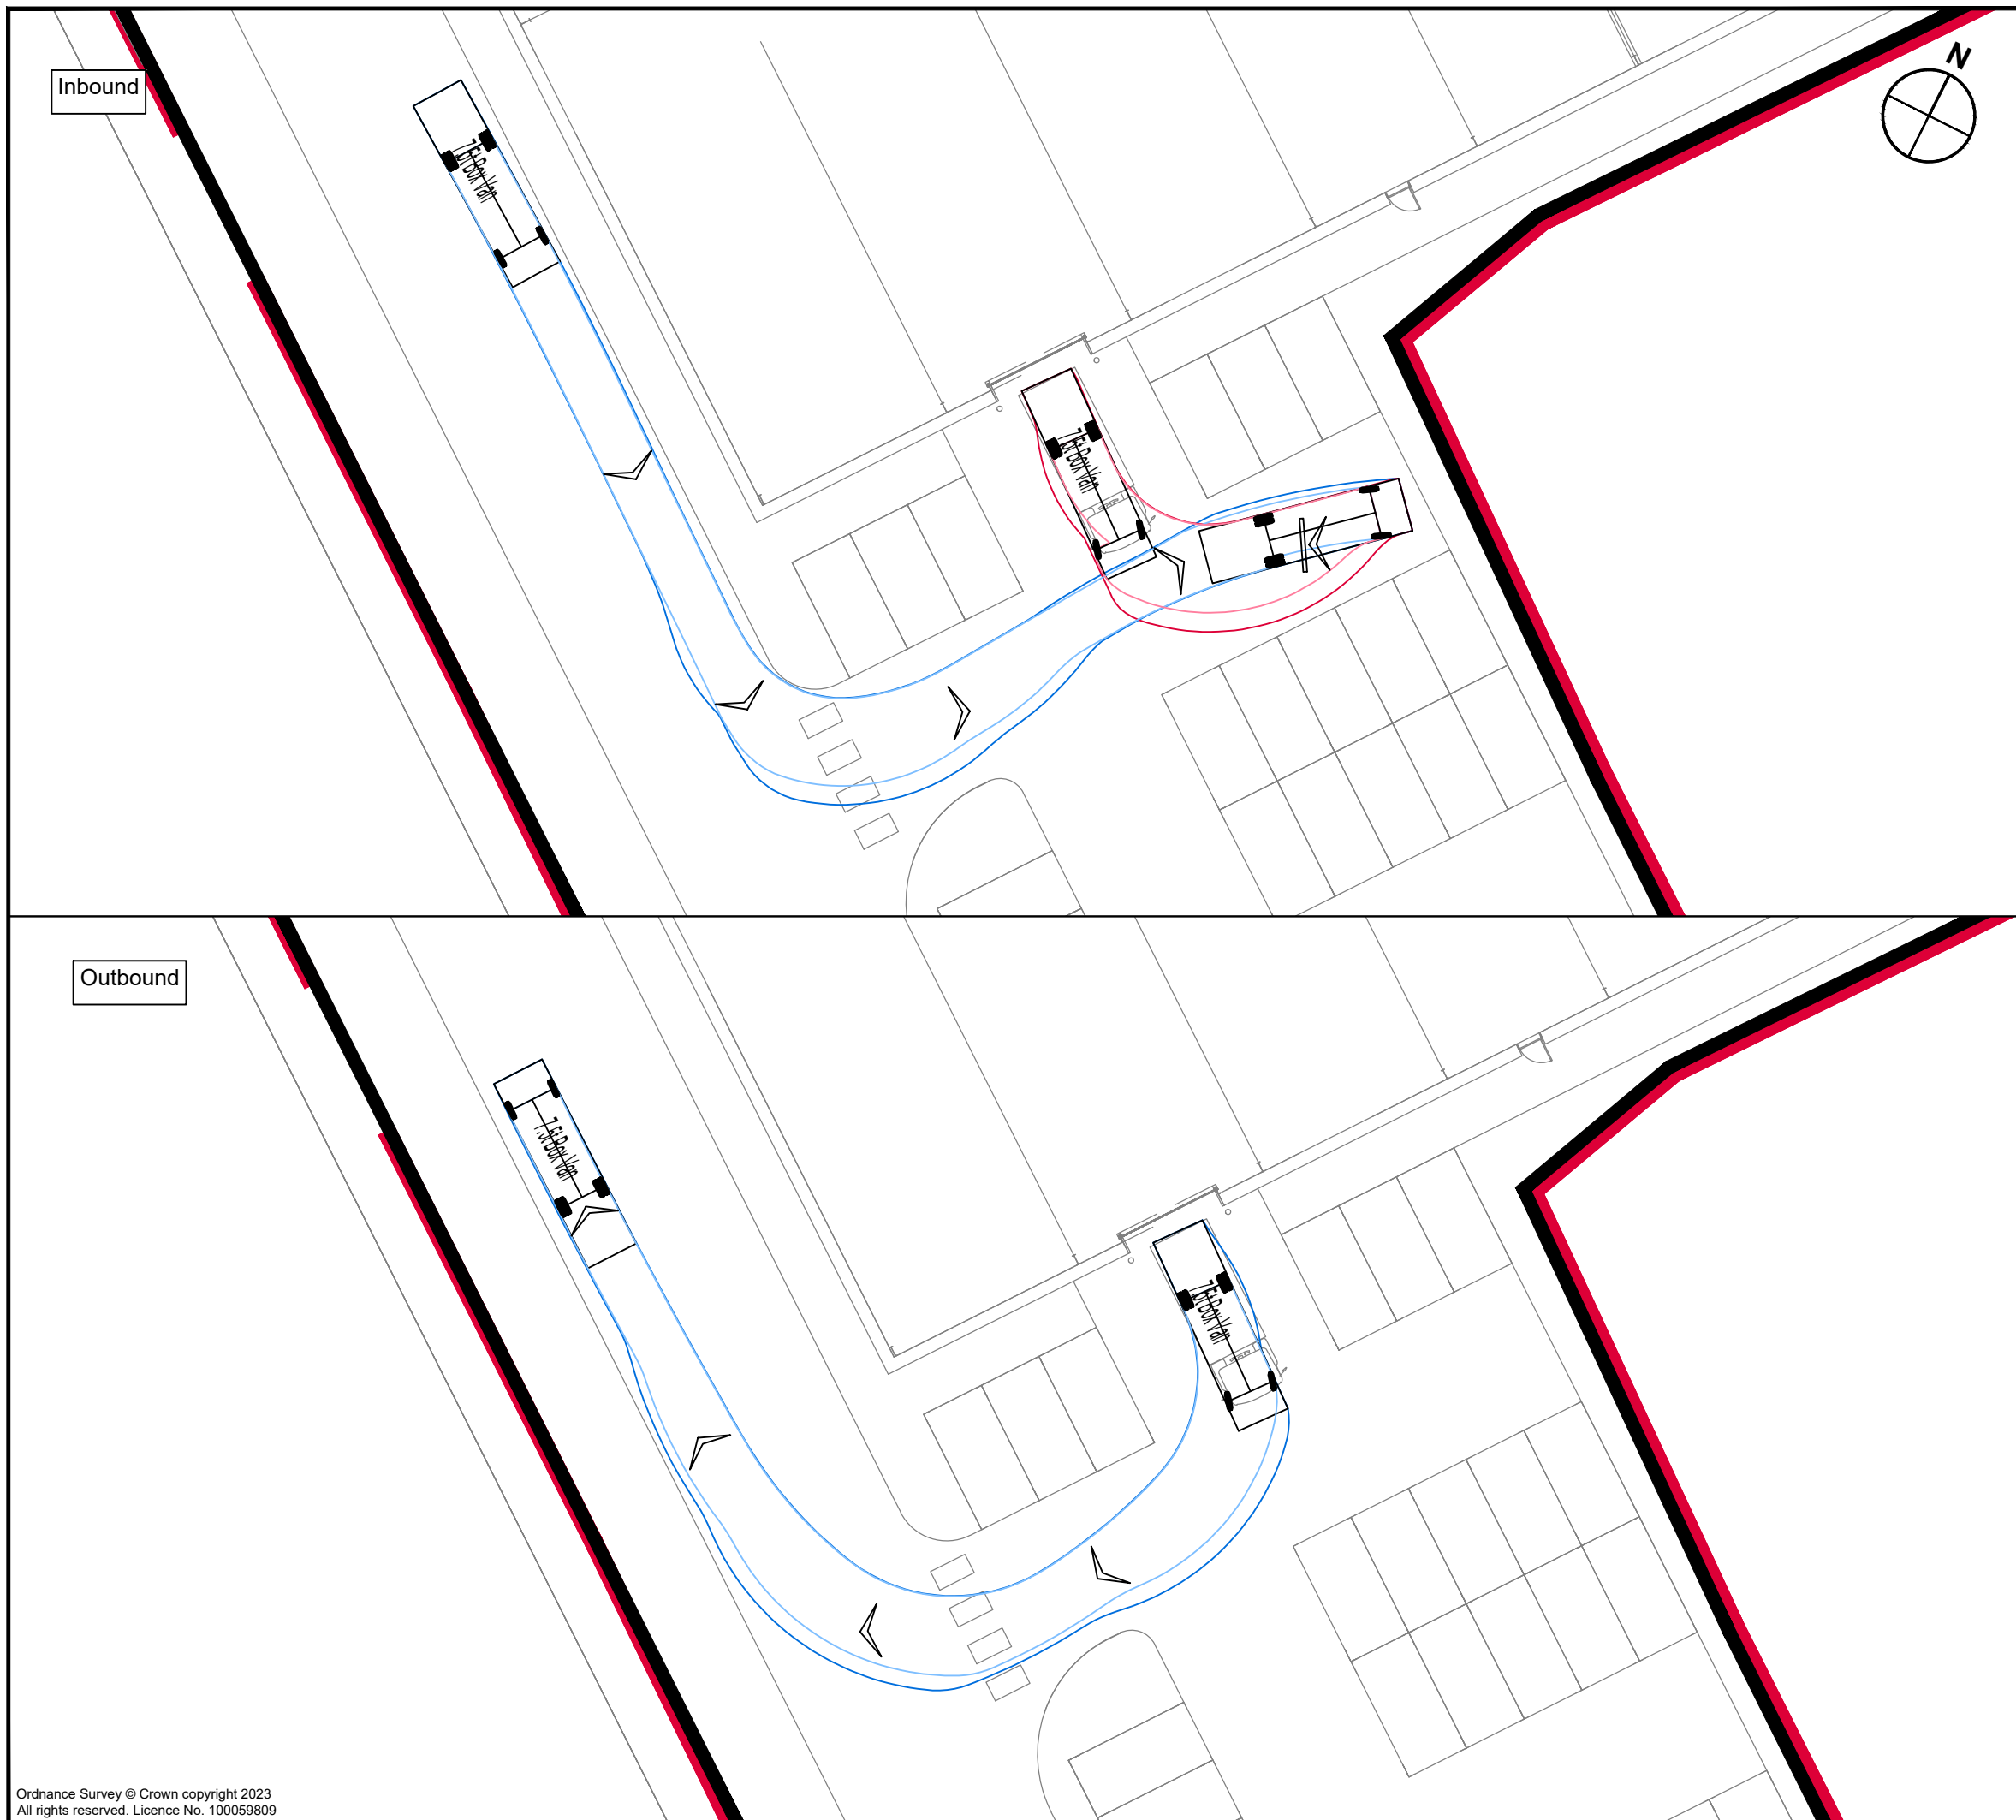 Inbound
N
7.5t Box Van
7.5t Box Van
Outbound
7.5t Box Van
7.5t Box Van
Ordnance Survey © Crown copyright 2023
All rights reserved. Licence No. 100059809